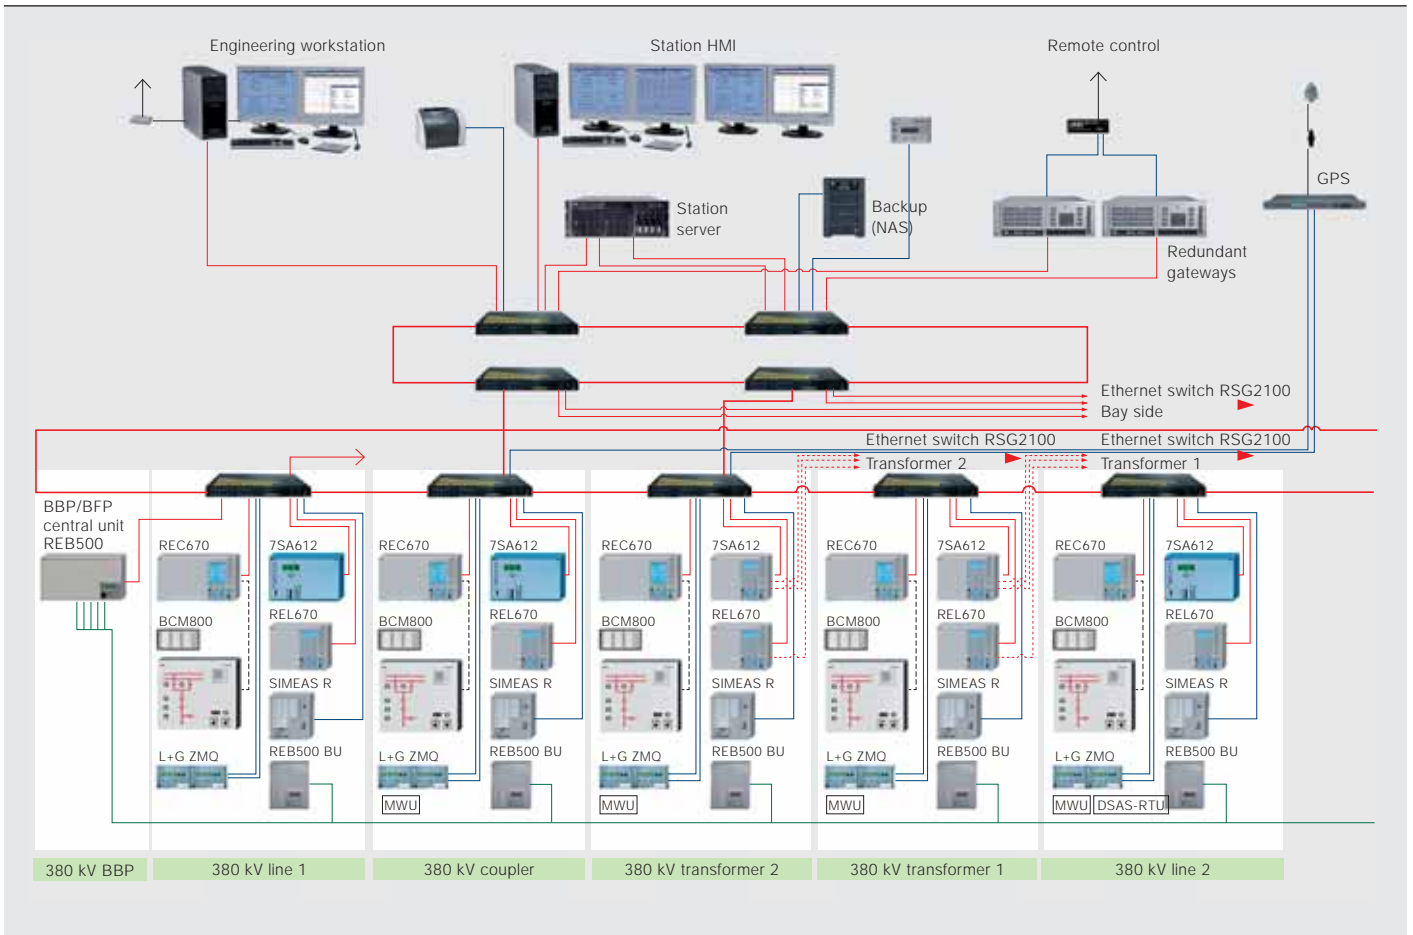 Engineering workstation
Station HMI
Remote control
GPS
Station
server
Backup
(NAS)
Redundant
gateways
Ethernet switch RSG2100
Bay side
Ethernet switch RSG2100
Transformer 2
Ethernet switch RSG2100
Transformer 1
BBP/BFP
central unit
REB500
REC670
7SA612
BCM800
REL670
SIMEAS R
L+G ZMQ
REB500 BU
REC670
7SA612
BCM800
REL670
SIMEAS R
L+G ZMQ
REB500 BU
MWU
REC670
7SA612
BCM800
REL670
SIMEAS R
L+G ZMQ
REB500 BU
MWU
REC670
7SA612
BCM800
REL670
SIMEAS R
L+G ZMQ
REB500 BU
MWU
REC670
7SA612
BCM800
REL670
SIMEAS R
L+G ZMQ
REB500 BU
MWU
DSAS-RTU
380 kV BBP
380 kV line 1
380 kV coupler
380 kV transformer 2
380 kV transformer 1
380 kV line 2